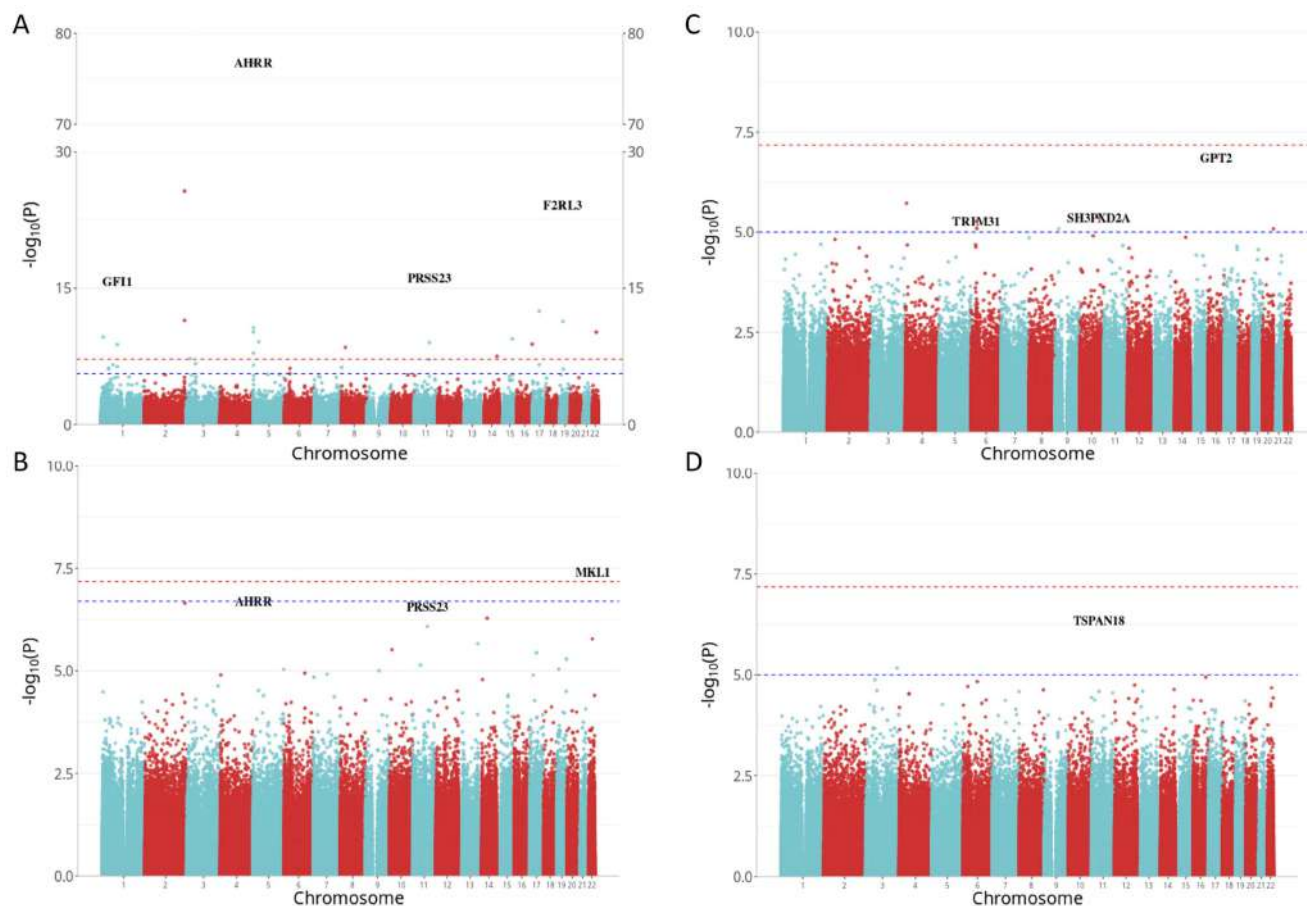 A
80
80
AHRR
70
70
30
30
F2RL3
GFI1
PRSS23
15
15
0
0
-log10(P)
1 2 3 4 5 6 7 8 9 10 11 12 13 14 15 16 17 18 19 20 21 22
Chromosome
B
10.0
7.5
MKL1
AHRR
PRSS23
5.0
2.5
0.0
-log10(P)
1 2 3 4 5 6 7 8 9 10 11 12 13 14 15 16 17 18 19 20 21 22
Chromosome
C
10.0
7.5
GPT2
TRIM31
SH3PXD2A
5.0
2.5
0.0
-log10(P)
1 2 3 4 5 6 7 8 9 10 11 12 13 14 15 16 17 18 19 20 21 22
Chromosome
D
10.0
7.5
TSPAN18
5.0
2.5
0.0
-log10(P)
1 2 3 4 5 6 7 8 9 10 11 12 13 14 15 16 17 18 19 20 21 22
Chromosome